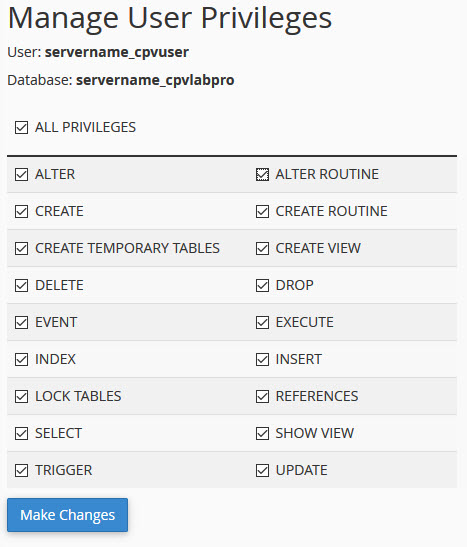 Manage User Privileges
User: servername_cpvuser
Database: servername_cpvlabpro
ALL PRIVILEGES
ALTER ALTER ROUTINE
CREATE CREATE ROUTINE
CREATE TEMPORARY TABLES CREATE VIEW
DELETE DROP
EVENT EXECUTE
INDEX INSERT
LOCK TABLES REFERENCES
SELECT SHOW VIEW
TRIGGER UPDATE
Make Changes